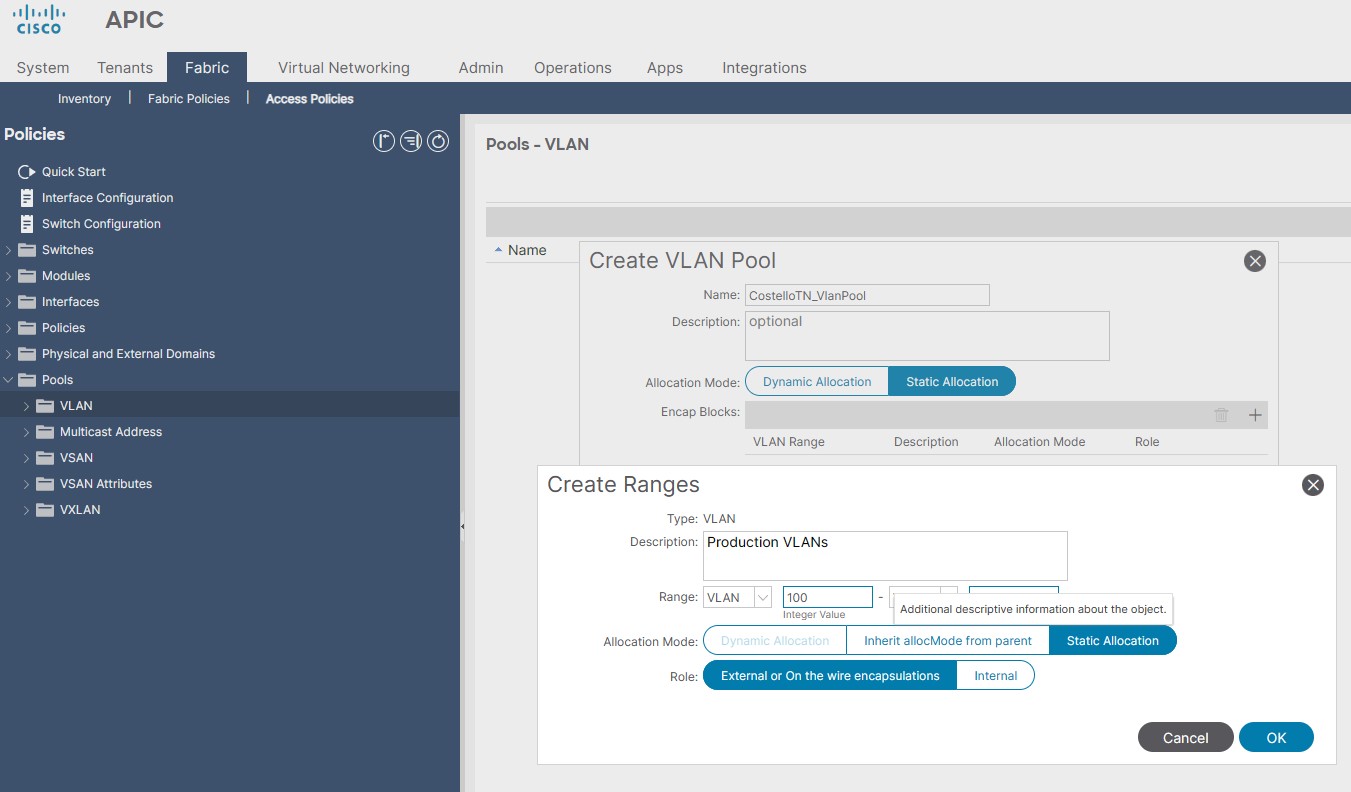 CISCO APIC
System Tenants Fabric Virtual Networking Admin Operations Apps Integrations
Inventory | Fabric Policies | Access Policies
Policies
Quick Start
Interface Configuration
Switch Configuration
Switches
Modules
Interfaces
Policies
Physical and External Domains
Pools
VLAN
Multicast Address
VSAN
VSAN Attributes
VXLAN
Pools - VLAN
Name
Create VLAN Pool
Name: CostelloTN_VlanPool
Description: optional
Allocation Mode: Dynamic Allocation Static Allocation
Encap Blocks:
VLAN Range Description Allocation Mode Role
Create Ranges
Type: VLAN
Description: Production VLANs
Range: VLAN 100 -
Integer Value
Additional descriptive information about the object.
Allocation Mode: Dynamic Allocation Inherit allocMode from parent Static Allocation
Role: External or On the wire encapsulations Internal
Cancel OK